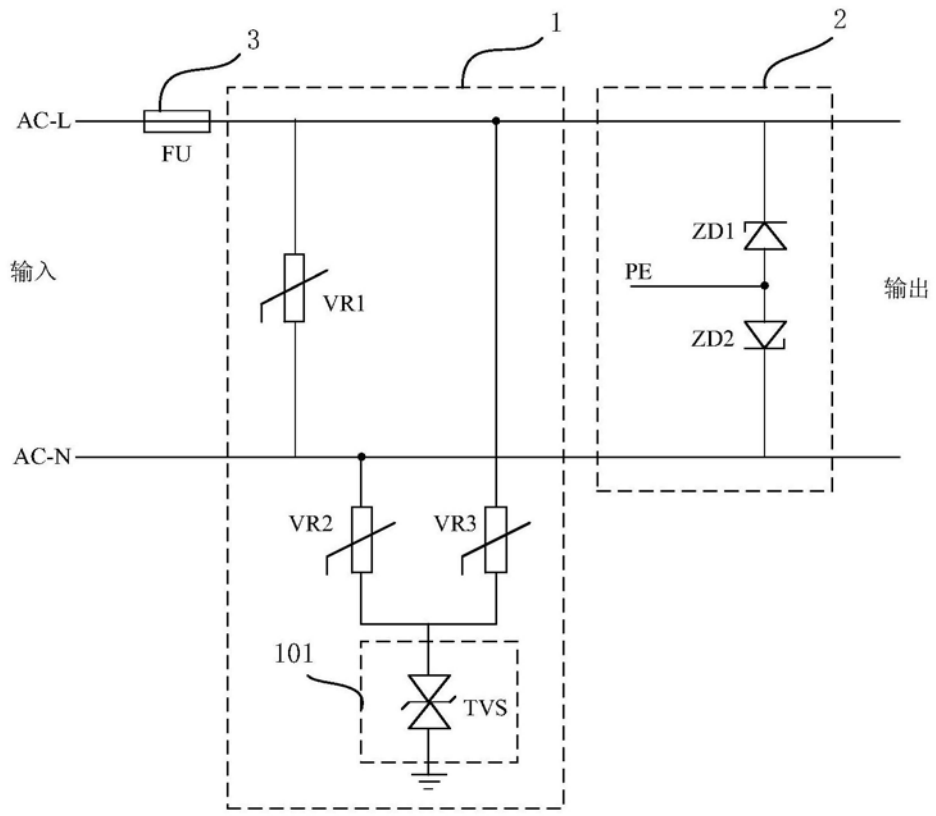 3
1
2
AC-L
FU
输入
VR1
ZD1
PE
输出
ZD2
AC-N
VR2
VR3
101
TVS